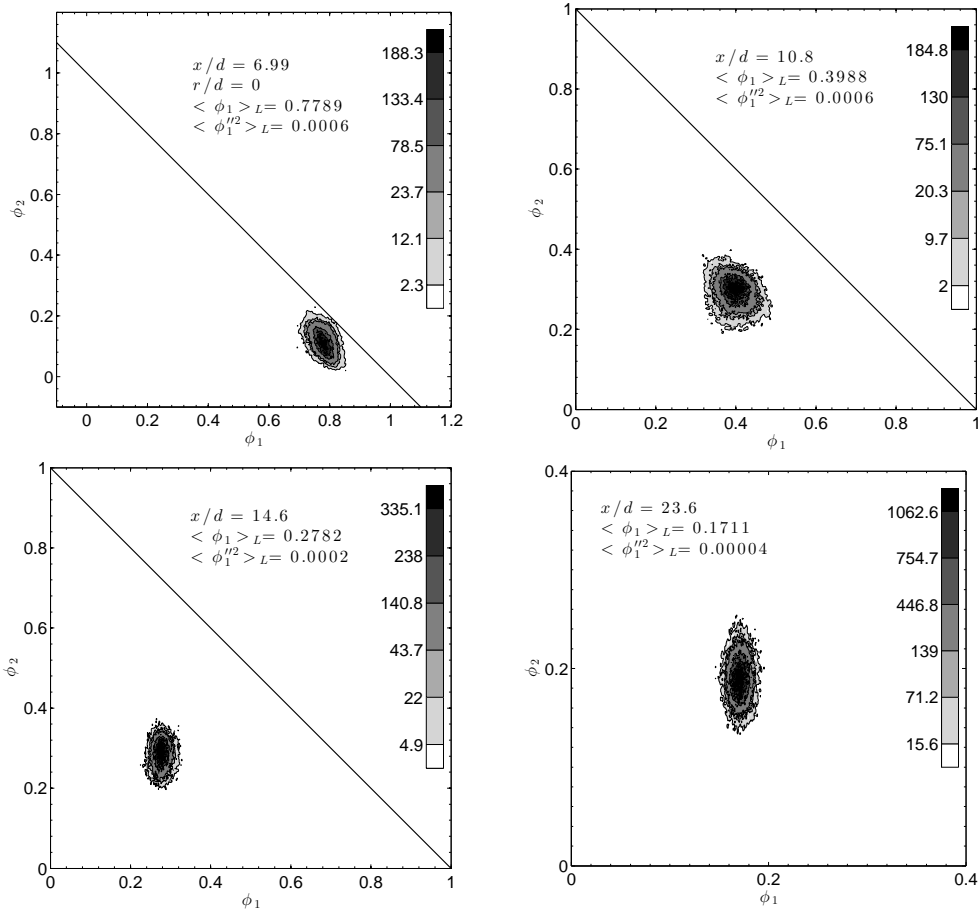 x/d = 6.99
r/d = 0
< ϕ₁ >L= 0.7789
< ϕ₁″² >L= 0.0006
188.3
133.4
78.5
23.7
12.1
2.3
1
0.8
0.6
0.4
0.2
0
ϕ₂
0 0.2 0.4 0.6 0.8 1 1.2
ϕ₁
x/d = 10.8
< ϕ₁ >L= 0.3988
< ϕ₁″² >L= 0.0006
184.8
130
75.1
20.3
9.7
2
1
0.8
0.6
0.4
0.2
0
ϕ₂
0 0.2 0.4 0.6 0.8 1
ϕ₁
x/d = 14.6
< ϕ₁ >L= 0.2782
< ϕ₁″² >L= 0.0002
335.1
238
140.8
43.7
22
4.9
1
0.8
0.6
0.4
0.2
0
ϕ₂
0 0.2 0.4 0.6 0.8 1
ϕ₁
x/d = 23.6
< ϕ₁ >L= 0.1711
< ϕ₁″² >L= 0.00004
1062.6
754.7
446.8
139
71.2
15.6
0.4
0.2
0
ϕ₂
0 0.2 0.4
ϕ₁